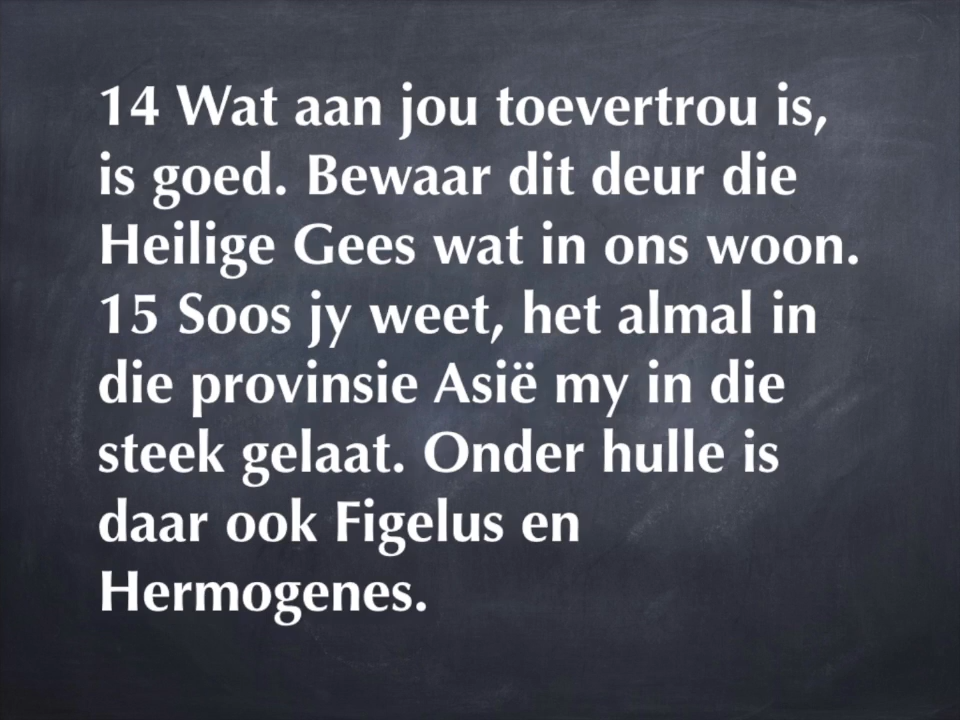 14 Wat aan jou toevertrou is,
is goed. Bewaar dit deur die
Heilige Gees wat in ons woon.
15 Soos jy weet, het almal in
die provinsie Asië my in die
steek gelaat. Onder hulle is
daar ook Figelus en
Hermogenes.